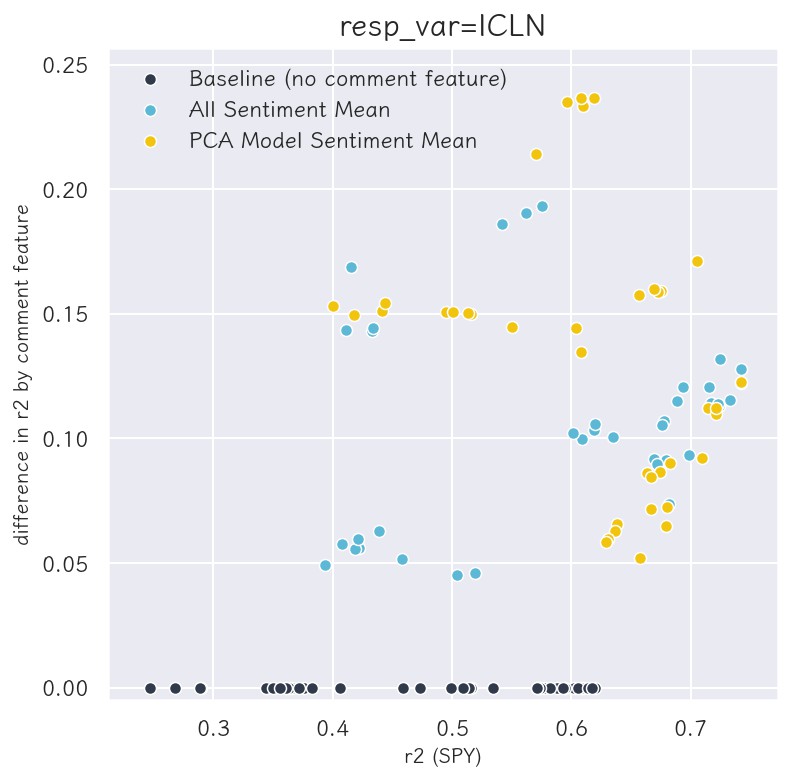 resp_var=ICLN
0.25
Baseline (no comment feature)
All Sentiment Mean
PCA Model Sentiment Mean
0.20
0.15
0.10
0.05
0.00
difference in r2 by comment feature
0.3 0.4 0.5 0.6 0.7
r2 (SPY)